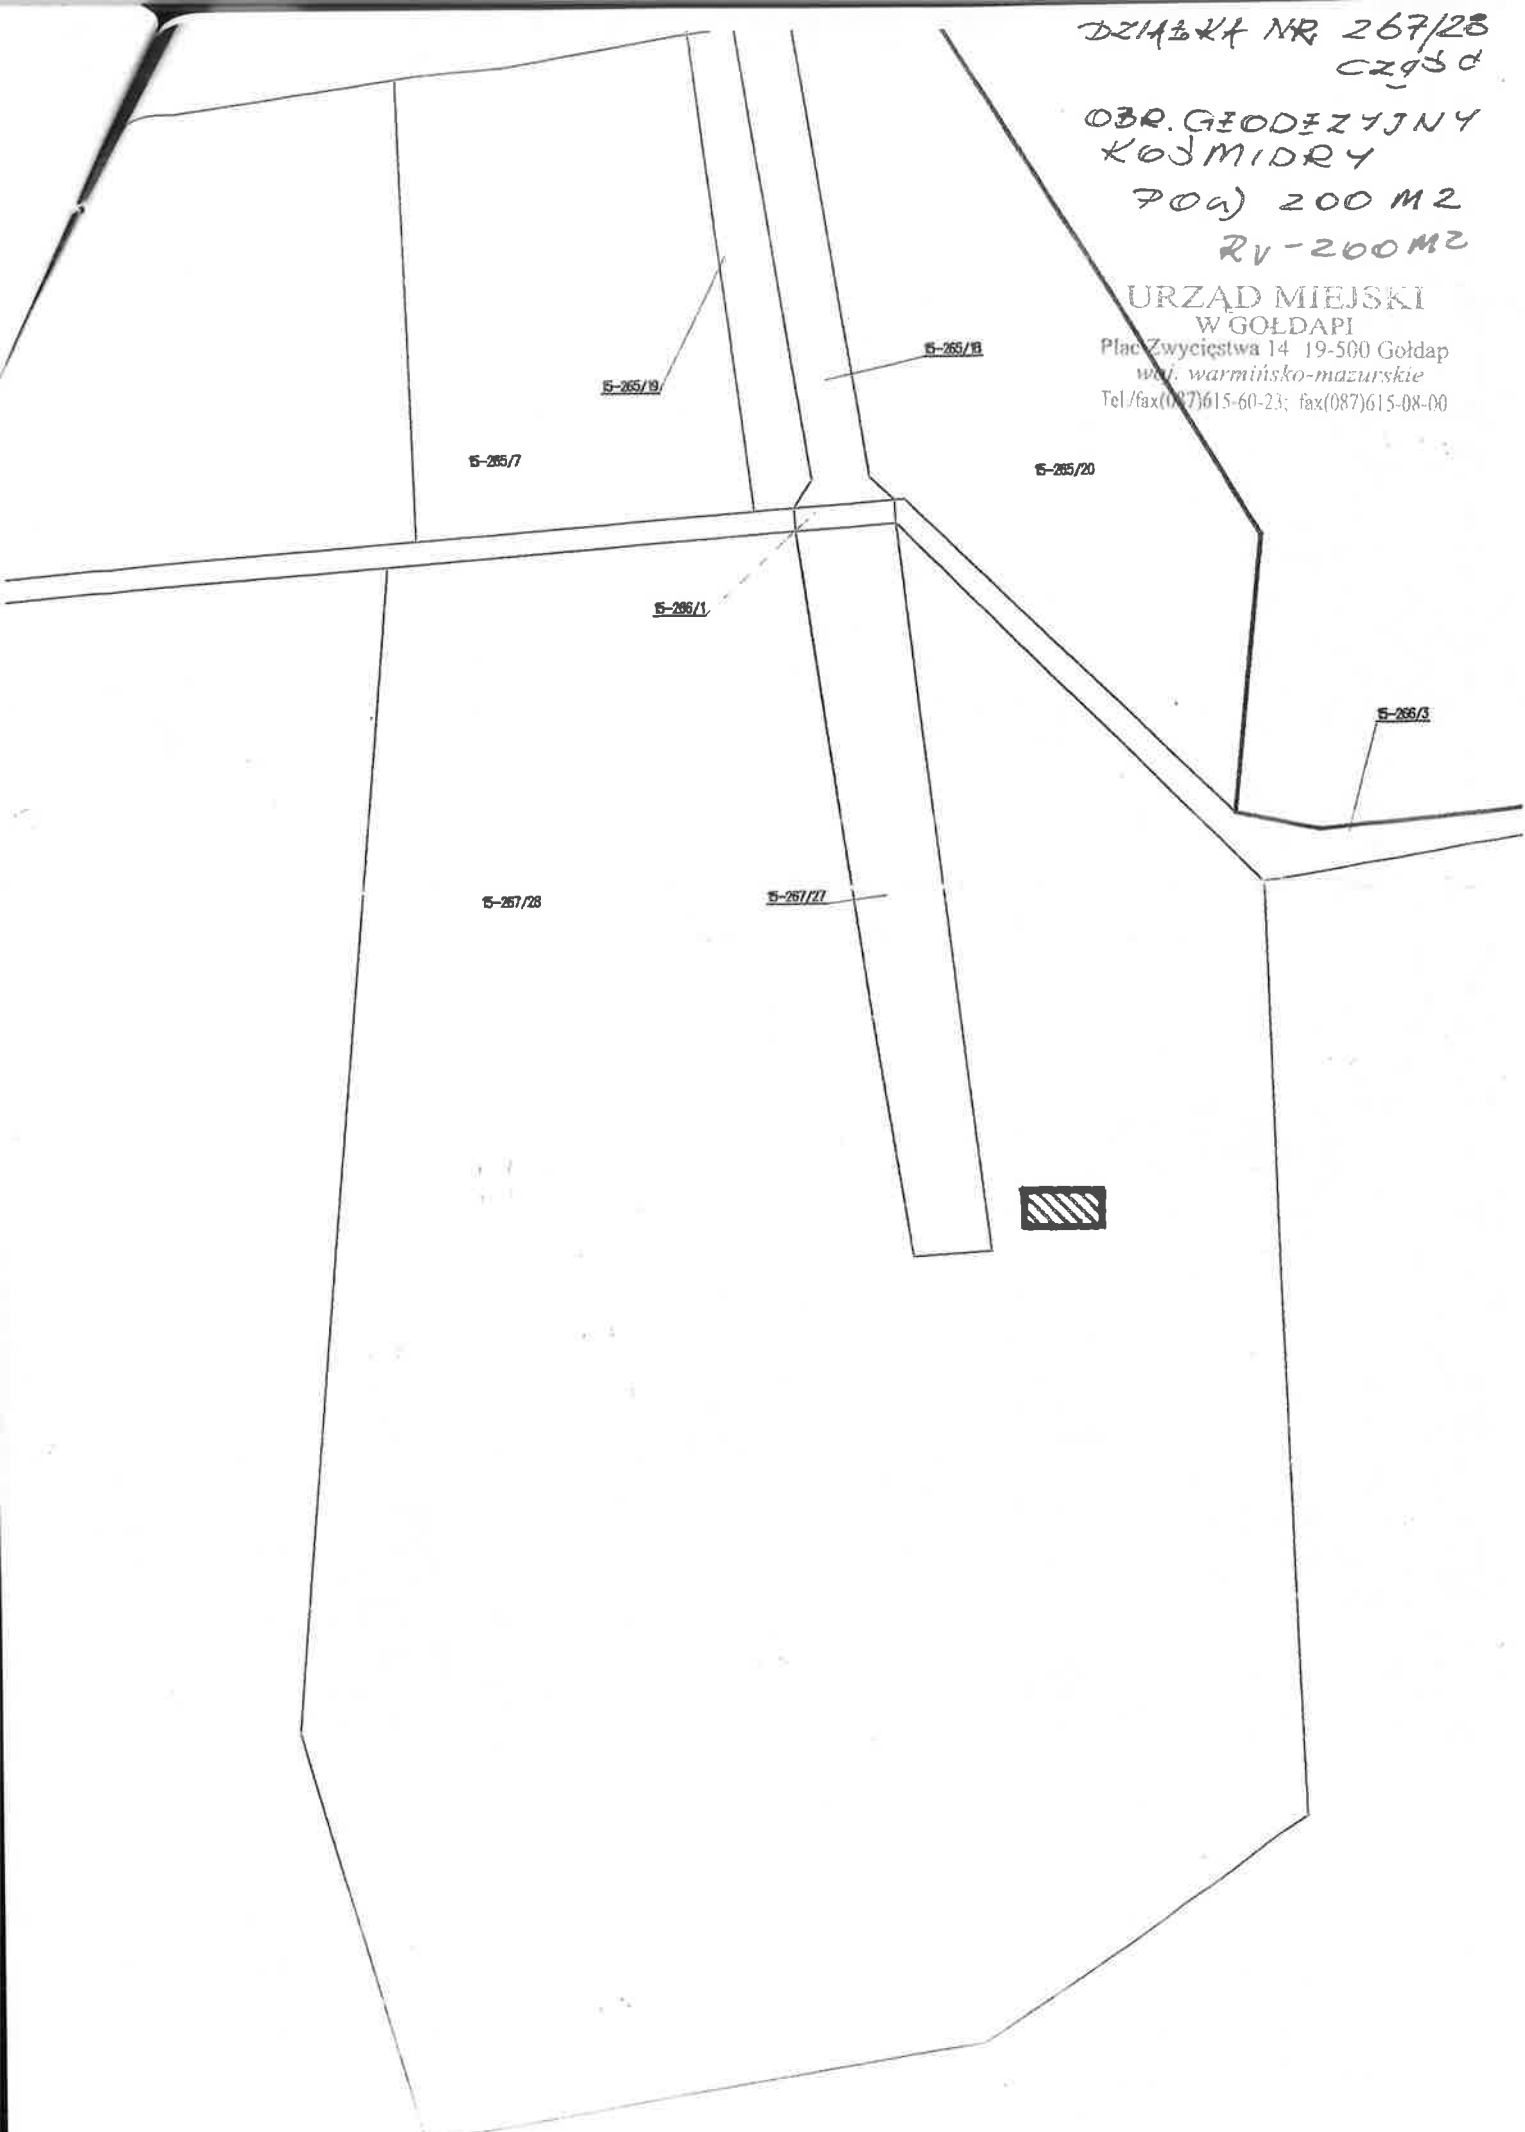 DZIAŁKA NR 267/28
część
OBR. GEODEZYJNY
KOŚMIDRY
POW 200 M2
RV - 200 M2
URZĄD MIEJSKI
W GOŁDAPI
Plac Zwycięstwa 14 19-500 Gołdap
woj. warmińsko-mazurskie
Tel./fax(087)615-60-23; fax(087)615-08-00
15-265/18
15-265/19
15-265/7
15-265/20
15-266/1
15-266/3
15-267/28
15-267/27